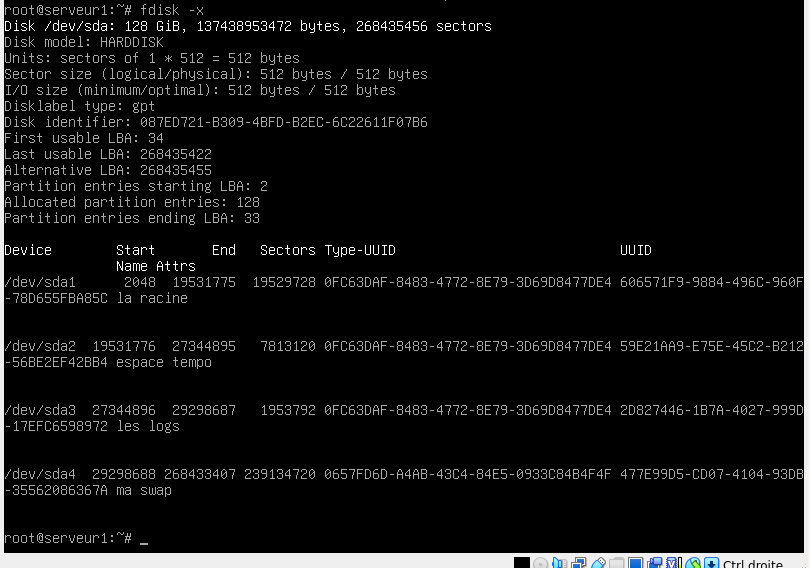 root@serveur1:~# fdisk -x
Disk /dev/sda: 128 GiB, 137438953472 bytes, 268435456 sectors
Disk model: HARDDISK
Units: sectors of 1 * 512 = 512 bytes
Sector size (logical/physical): 512 bytes / 512 bytes
I/O size (minimum/optimal): 512 bytes / 512 bytes
Disklabel type: gpt
Disk identifier: 087ED721-B309-4BFD-B2EC-6C22611F07B6
First usable LBA: 34
Last usable LBA: 268435422
Alternative LBA: 268435455
Partition entries starting LBA: 2
Allocated partition entries: 128
Partition entries ending LBA: 33
Device        Start       End   Sectors Type-UUID                            UUID
              Name Attrs
/dev/sda1      2048  19531775  19529728 0FC63DAF-8483-4772-8E79-3D69D8477DE4 606571F9-9884-496C-960F
-78D655FBA85C la racine
/dev/sda2  19531776  27344895   7813120 0FC63DAF-8483-4772-8E79-3D69D8477DE4 59E21AA9-E75E-45C2-B212
-56BE2EF42BB4 espace tempo
/dev/sda3  27344896  29298687   1953792 0FC63DAF-8483-4772-8E79-3D69D8477DE4 2D827446-1B7A-4027-999D
-17EFC6598972 les logs
/dev/sda4  29298688 268433407 239134720 0657FD6D-A4AB-43C4-84E5-0933C84B4F4F 477E99D5-CD07-4104-93DB
-35562086367A ma swap
root@serveur1:~# _
Ctrl droite